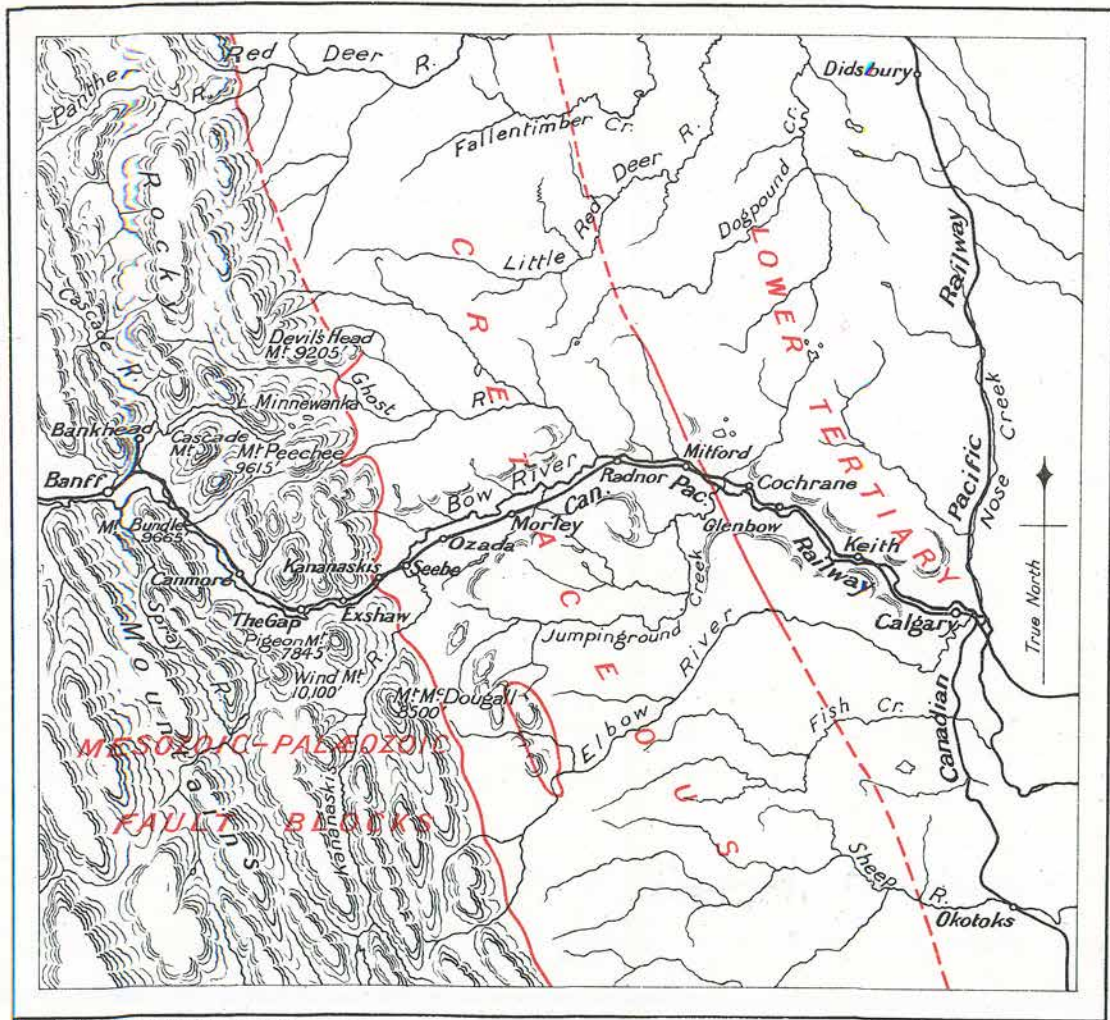 Red Deer R.
Panther R.
Didsbury
Fallentimber Cr.
Little Red Deer R.
Dogpound Cr.
Rocky Mountains
Cascade R.
CRETACEOUS
LOWER TERTIARY
Railway
Devil's Head
Mt. 9205'
Ghost R.
L. Minnewanka
Bankhead
Cascade
Mt.
Mt. Peechee
9615'
Banff
Mt.
Bundle
9665'
Bow River
Radnor
Mitford
Cochrane
Pacific
Nose Creek
Can. Pac. Railway
Morley
Ozada
Seebe
Glenbow
Keith
Kananaskis
Canmore
The Gap
Exshaw
Spray R.
Pigeon Mt.
7845'
Wind Mt.
10,100'
Calgary
True North
Jumpinground Creek
Elbow River
Mt. McDougall
8500'
Fish Cr.
Canadian
MESOZOIC-PALÆOZOIC
FAULT BLOCKS
Kananaskis R.
Sheep R.
Okotoks